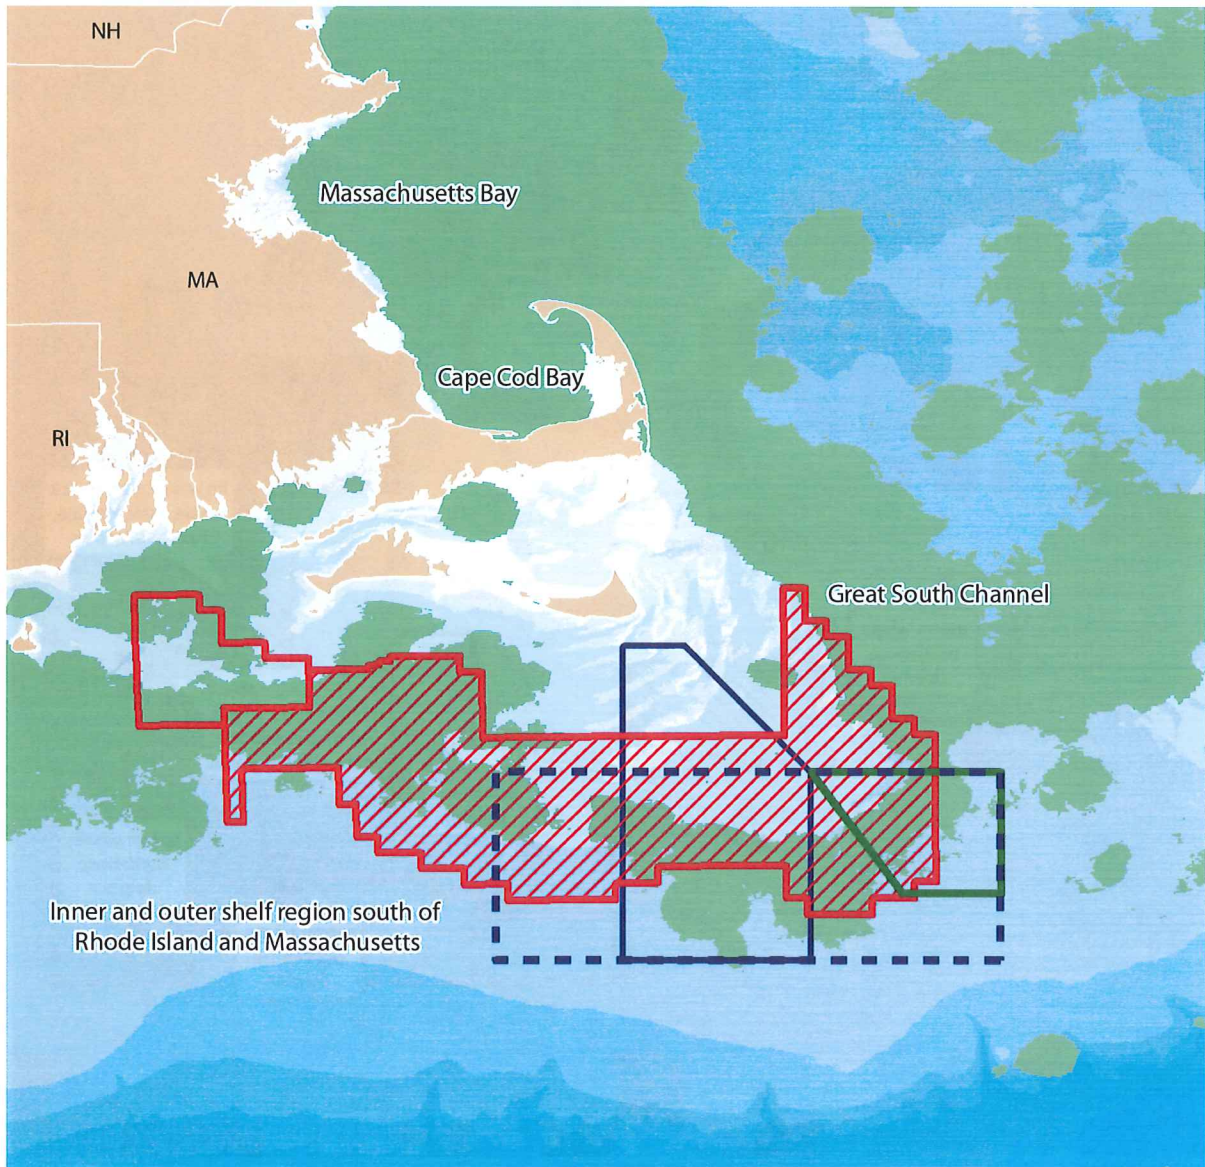 NH
Massachusetts Bay
MA
Cape Cod Bay
RI
Great South Channel
Inner and outer shelf region south of
Rhode Island and Massachusetts